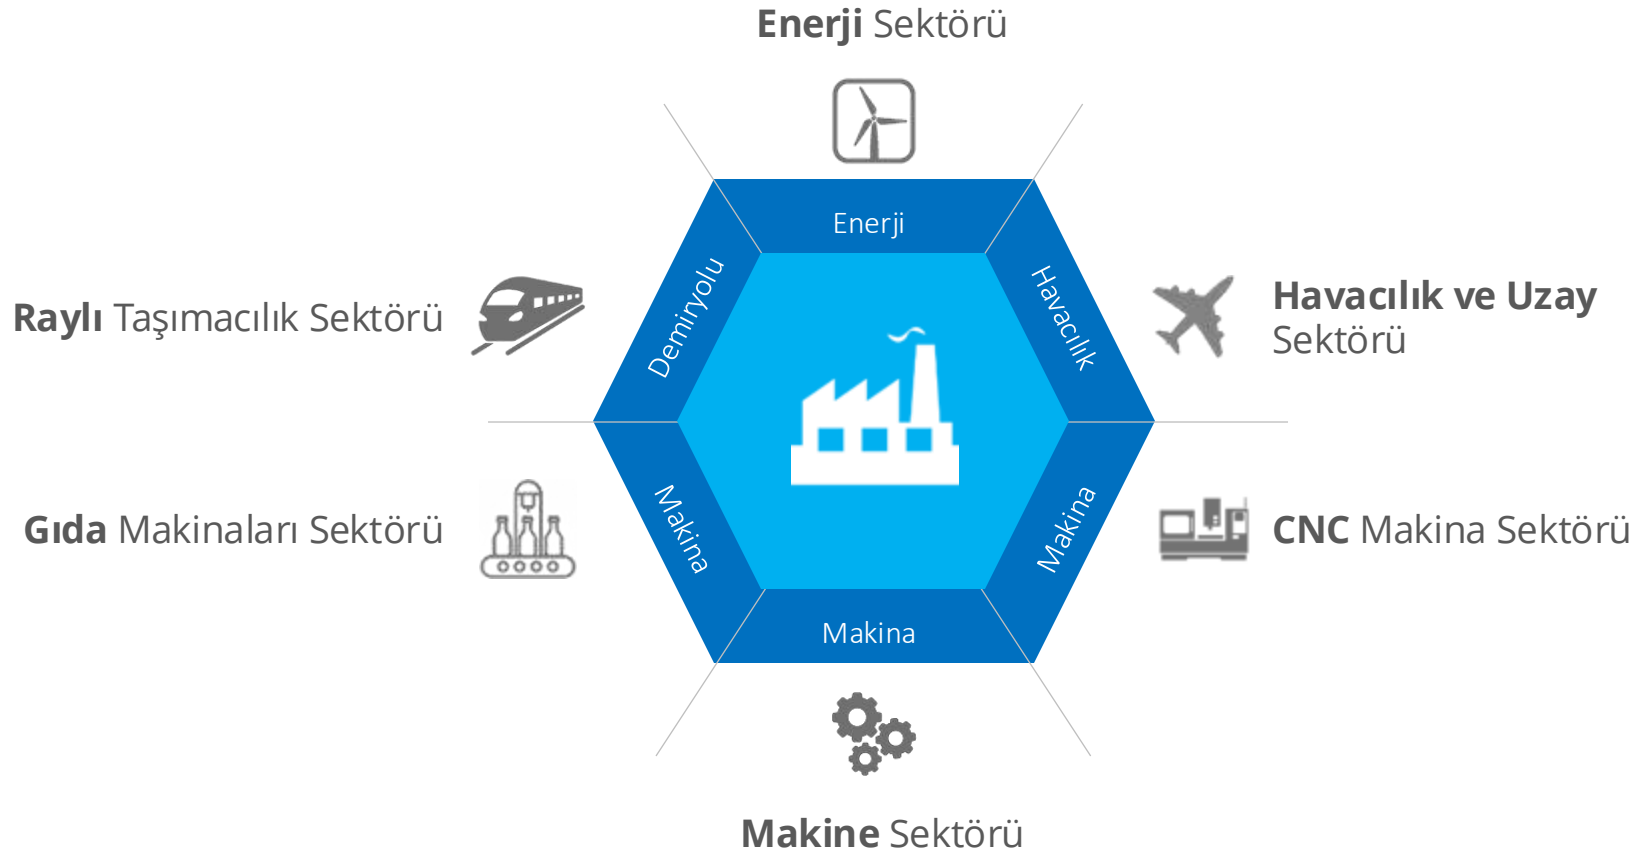 Enerji Sektörü
Enerji
Demiryolu
Havacılık
Raylı Taşımacılık Sektörü
Havacılık ve Uzay
Sektörü
Gıda Makinaları Sektörü
Makina
Makina
CNC Makina Sektörü
Makina
Makine Sektörü